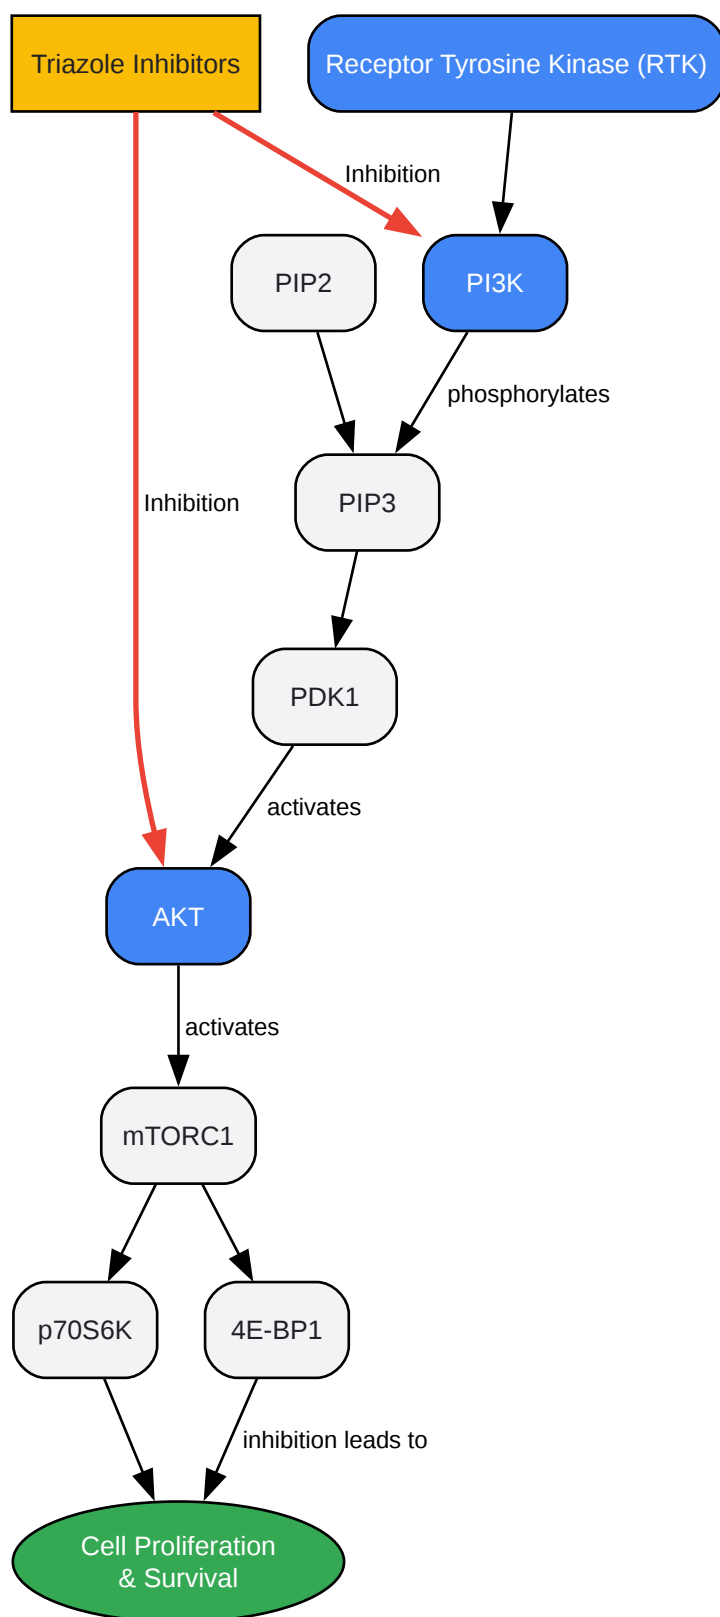 Triazole Inhibitors
Receptor Tyrosine Kinase (RTK)
Inhibition
PIP2
PI3K
phosphorylates
Inhibition
PIP3
PDK1
activates
AKT
activates
mTORC1
p70S6K
4E-BP1
inhibition leads to
Cell Proliferation
& Survival